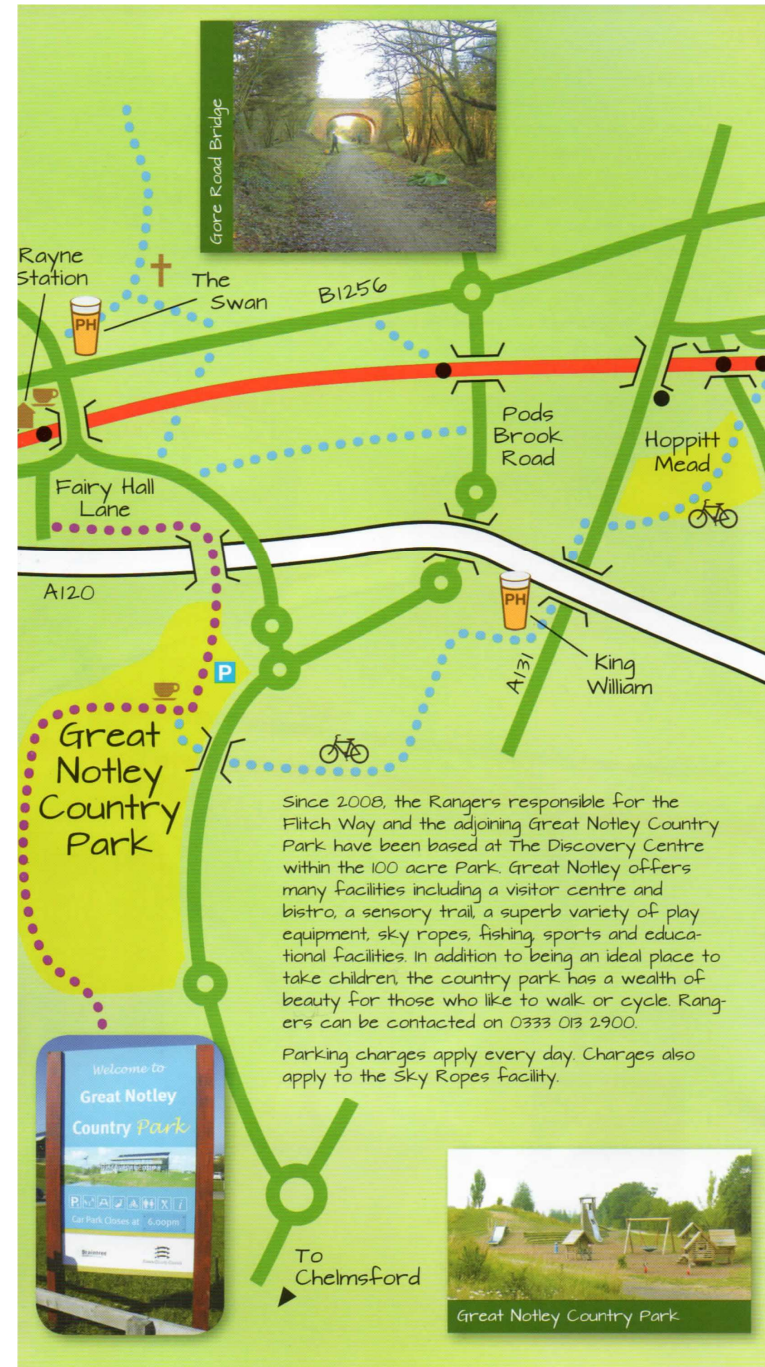 Gore Road Bridge
Rayne
Station
The
Swan
PH
B1256
Pods
Brook
Road
Hoppitt
Mead
Fairy Hall
Lane
A120
PH
King
William
A131
P
Great
Notley
Country
Park
Since 2008, the Rangers responsible for the
Flitch Way and the adjoining Great Notley Country
Park have been based at The Discovery Centre
within the 100 acre Park. Great Notley offers
many facilities including a visitor centre and
bistro, a sensory trail, a superb variety of play
equipment, sky ropes, fishing, sports and educa-
tional facilities. In addition to being an ideal place to
take children, the country park has a wealth of
beauty for those who like to walk or cycle. Rang-
ers can be contacted on 0333 013 2900.
Parking charges apply every day. Charges also
apply to the Sky Ropes facility.
Welcome to
Great Notley
Country Park
P
i
Car Park Closes at 6.00pm
Braintree
To
Chelmsford
Great Notley Country Park